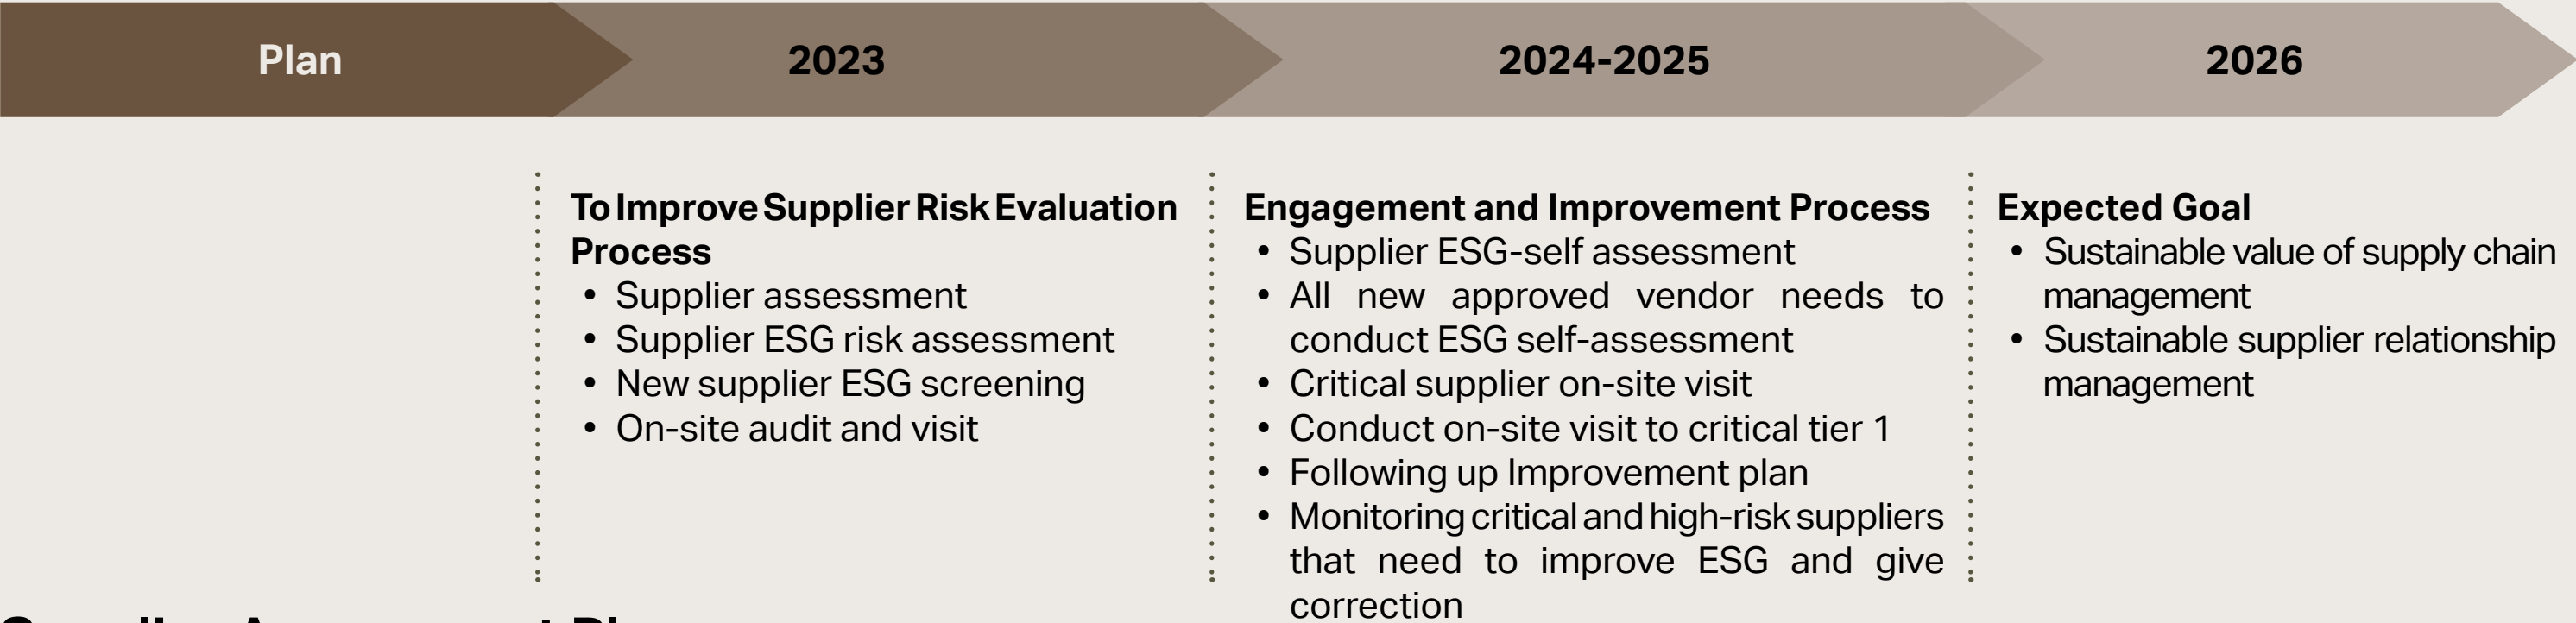 Plan
2023
2024-2025
2026
To Improve Supplier Risk Evaluation
Process
• Supplier assessment
• Supplier ESG risk assessment
• New supplier ESG screening
• On-site audit and visit
Engagement and Improvement Process
• Supplier ESG-self assessment
• All new approved vendor needs to
conduct ESG self-assessment
• Critical supplier on-site visit
• Conduct on-site visit to critical tier 1
• Following up Improvement plan
• Monitoring critical and high-risk suppliers
that need to improve ESG and give
correction
Expected Goal
• Sustainable value of supply chain
management
• Sustainable supplier relationship
management